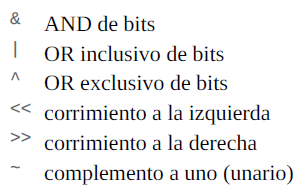 & AND de bits
| OR inclusivo de bits
^ OR exclusivo de bits
<< corrimiento a la izquierda
>> corrimiento a la derecha
~ complemento a uno (unario)